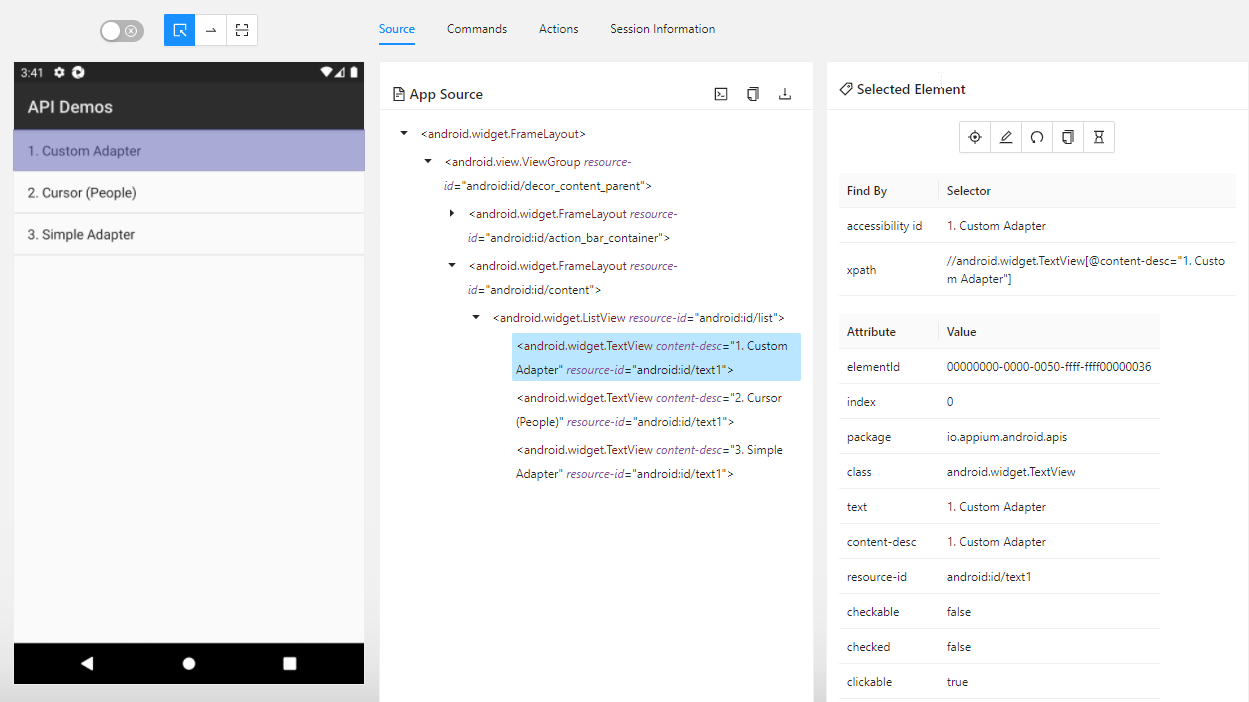 Source Commands Actions Session Information
3:41
API Demos
1. Custom Adapter
2. Cursor (People)
3. Simple Adapter
App Source
<android.widget.FrameLayout>
<android.view.ViewGroup resource-
id="android:id/decor_content_parent">
<android.widget.FrameLayout resource-
id="android:id/action_bar_container">
<android.widget.FrameLayout resource-
id="android:id/content">
<android.widget.ListView resource-id="android:id/list">
<android.widget.TextView content-desc="1. Custom
Adapter" resource-id="android:id/text1">
<android.widget.TextView content-desc="2. Cursor
(People)" resource-id="android:id/text1">
<android.widget.TextView content-desc="3. Simple
Adapter" resource-id="android:id/text1">
Selected Element
Find By Selector
accessibility id 1. Custom Adapter
xpath //android.widget.TextView[@content-desc="1. Custo
m Adapter"]
Attribute Value
elementId 00000000-0000-0050-ffff-ffff00000036
index 0
package io.appium.android.apis
class android.widget.TextView
text 1. Custom Adapter
content-desc 1. Custom Adapter
resource-id android:id/text1
checkable false
checked false
clickable true